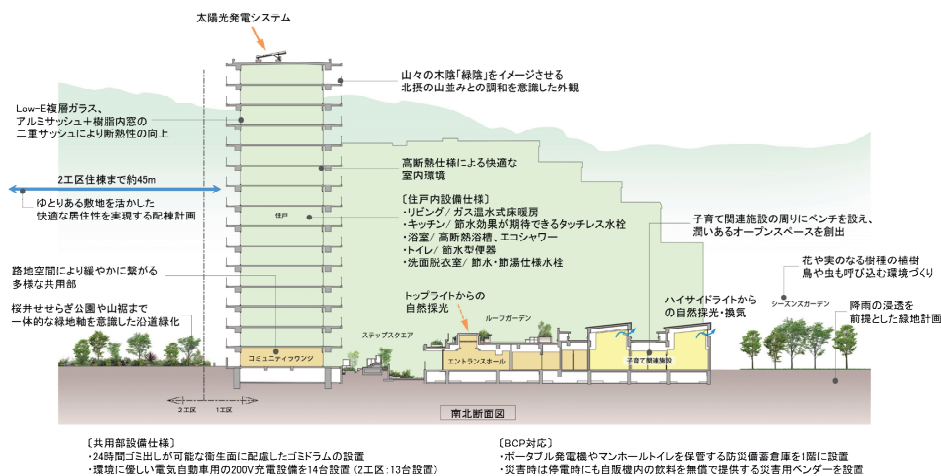 太陽光発電システム
山々の木陰「緑陰」をイメージさせる
北摂の山並みとの調和を意識した外観
Low-E複層ガラス、
アルミサッシュ+樹脂内窓の
二重サッシュにより断熱性の向上
高断熱仕様による快適な
室内環境
2工区住棟まで約45m
ゆとりある敷地を活かした
快適な居住性を実現する配棟計画
住戸
〔住戸内設備仕様〕
・リビング/ ガス温水式床暖房
・キッチン/ 節水効果が期待できるタッチレス水栓
・浴室/ 高断熱浴槽、エコシャワー
・トイレ/ 節水型便器
・洗面脱衣室/ 節水・節湯仕様水栓
子育て関連施設の周りにベンチを設え、
潤いあるオープンスペースを創出
花や実のなる樹種の植樹
鳥や虫も呼び込む環境づくり
路地空間により緩やかに繋がる
多様な共用部
桜井せせらぎ公園や山裾まで
一体的な緑地軸を意識した沿道緑化
トップライトからの
自然採光
ハイサイドライトから
の自然採光・換気
シーズンズガーデン
降雨の浸透を
前提とした緑地計画
ルーフガーデン
ステップスクエア
コミュニティラウンジ
エントランスホール
子育て関連施設
2工区
1工区
南北断面図
〔共用部設備仕様〕
・24時間ゴミ出しが可能な衛生面に配慮したゴミドラムの設置
・環境に優しい電気自動車用の200V充電設備を14台設置（2工区：13台設置）
〔BCP対応〕
・ポータブル発電機やマンホールトイレを保管する防災備蓄倉庫を1階に設置
・災害時は停電時にも自販機内の飲料を無償で提供する災害用ベンダーを設置